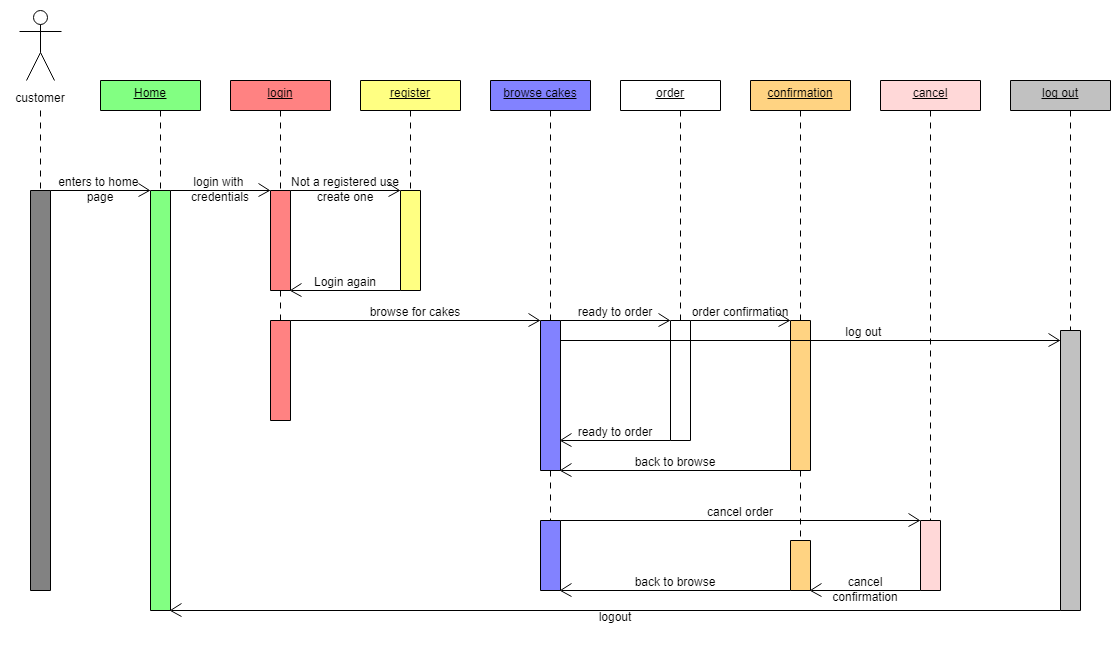 customer
Home
login
register
browse cakes
order
confirmation
cancel
log out
enters to home
page
login with
credentials
Not a registered use
create one
Login again
browse for cakes
ready to order
order confirmation
log out
ready to order
back to browse
cancel order
back to browse
cancel
confirmation
logout